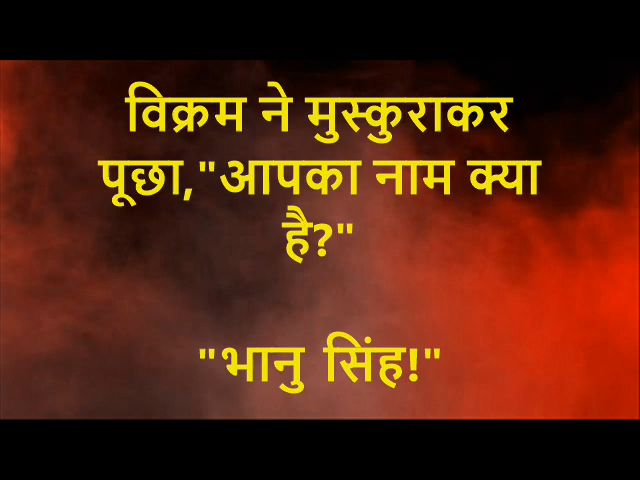 विक्रम ने मुस्कुराकर
पूछा,"आपका नाम क्या
है?"
"भानु सिंह!"